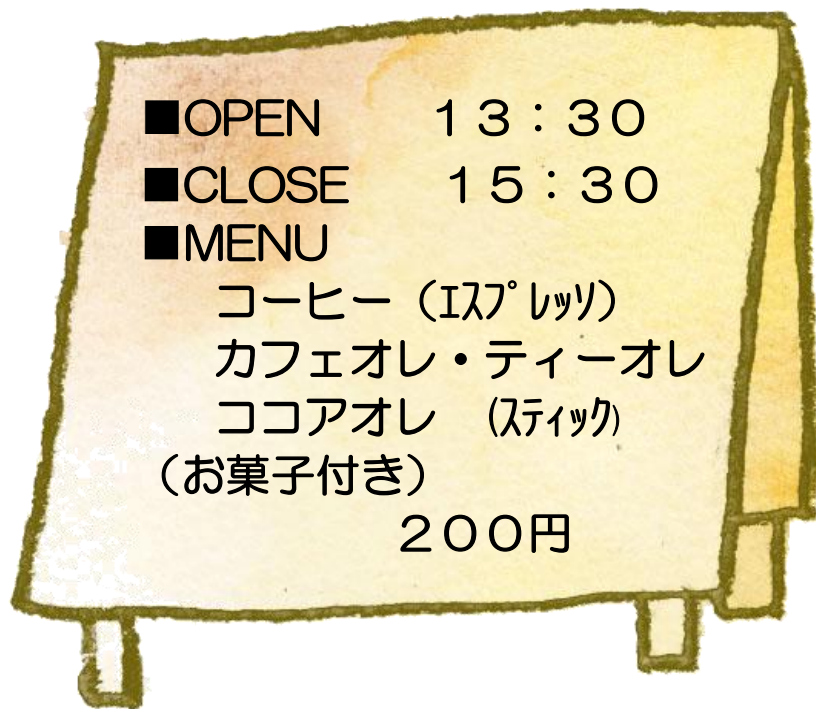 ■OPEN　　１３：３０
■CLOSE　　１５：３０
■MENU
コーヒー（ｴｽﾌﾟﾚｯｿ）
カフェオレ・ティーオレ
ココアオレ　(ｽティｯｸ)
（お菓子付き）
２００円